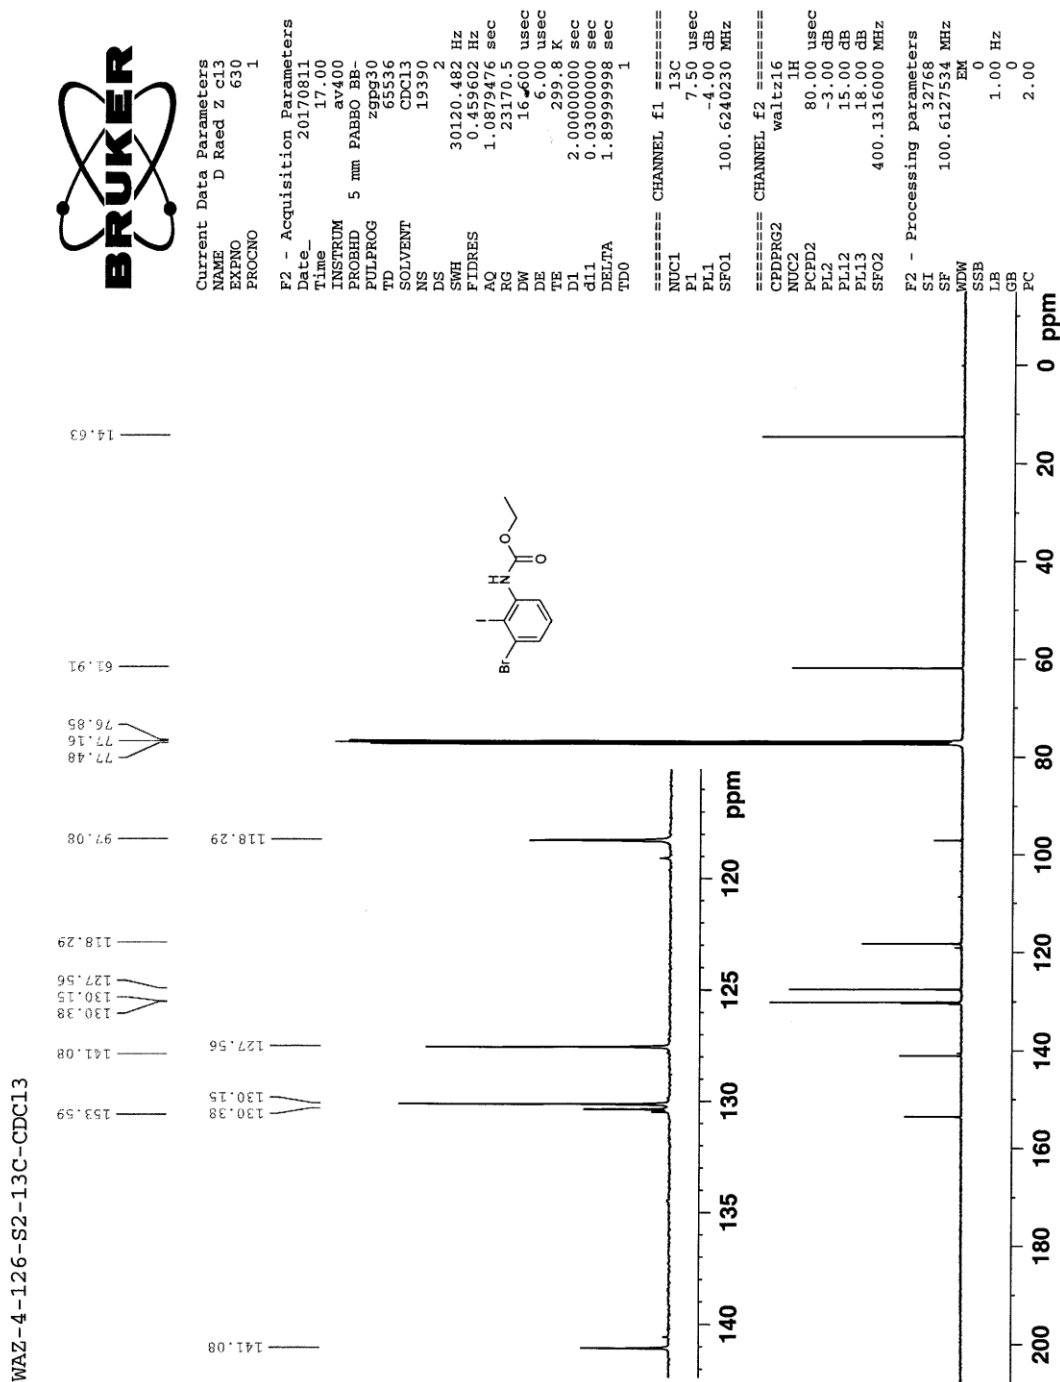 WAZ-4-126-S2-13C-CDCl3
BRUKER
Current Data Parameters
NAME D Raed Z c13
EXPNO 630
PROCNO 1
F2 - Acquisition Parameters
Date_ 20170811
Time 17.00
INSTRUM av400
PROBHD 5 mm PABBO BB-
PULPROG zgpg30
TD 65536
SOLVENT CDCl3
NS 19390
DS 2
SWH 30120.482 Hz
FIDRES 0.459602 Hz
AQ 1.0879476 sec
RG 23170.5
DW 16.600 usec
DE 6.00 usec
TE 299.8 K
D1 2.00000000 sec
d11 0.03000000 sec
DELTA 1.89999998 sec
TD0 1
======== CHANNEL f1 ========
NUC1 13C
P1 7.50 usec
PL1 -4.00 dB
SFO1 100.6240230 MHz
======== CHANNEL f2 ========
CPDPRG2 waltz16
NUC2 1H
PCPD2 80.00 usec
PL2 -3.00 dB
PL12 15.00 dB
PL13 18.00 dB
SFO2 400.1316000 MHz
F2 - Processing parameters
SI 32768
SF 100.6127534 MHz
WDW EM
SSB 0
LB 1.00 Hz
GB 0
PC 2.00
153.59
141.08
130.38
130.15
127.56
118.29
97.08
77.48
77.16
76.85
61.91
14.63
141.08
130.38
130.15
127.56
118.29
Br
I
H
N
O
O
140 135 130 125 120 ppm
200 180 160 140 120 100 80 60 40 20 0 ppm